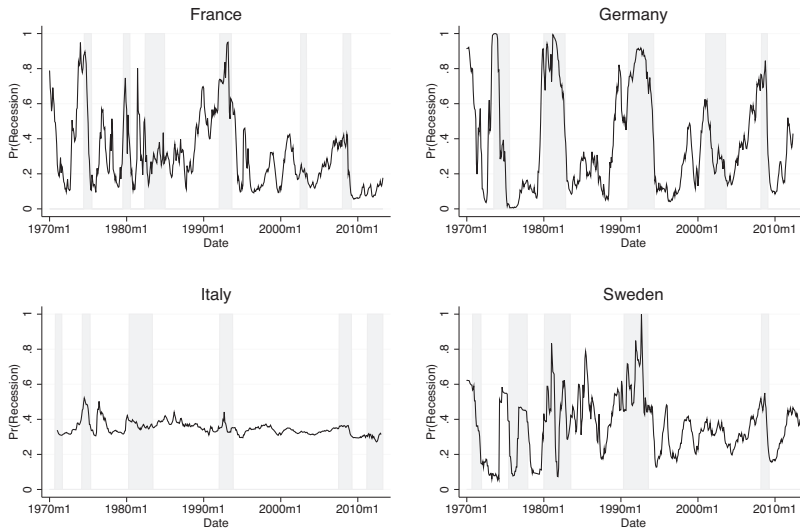 France
Pr(Recession)
0 .2 .4 .6 .8 1
1970m1 1980m1 1990m1 2000m1 2010m1
Date
Germany
Pr(Recession)
0 .2 .4 .6 .8 1
1970m1 1980m1 1990m1 2000m1 2010m1
Date
Italy
Pr(Recession)
0 .2 .4 .6 .8 1
1970m1 1980m1 1990m1 2000m1 2010m1
Date
Sweden
Pr(Recession)
0 .2 .4 .6 .8 1
1970m1 1980m1 1990m1 2000m1 2010m1
Date